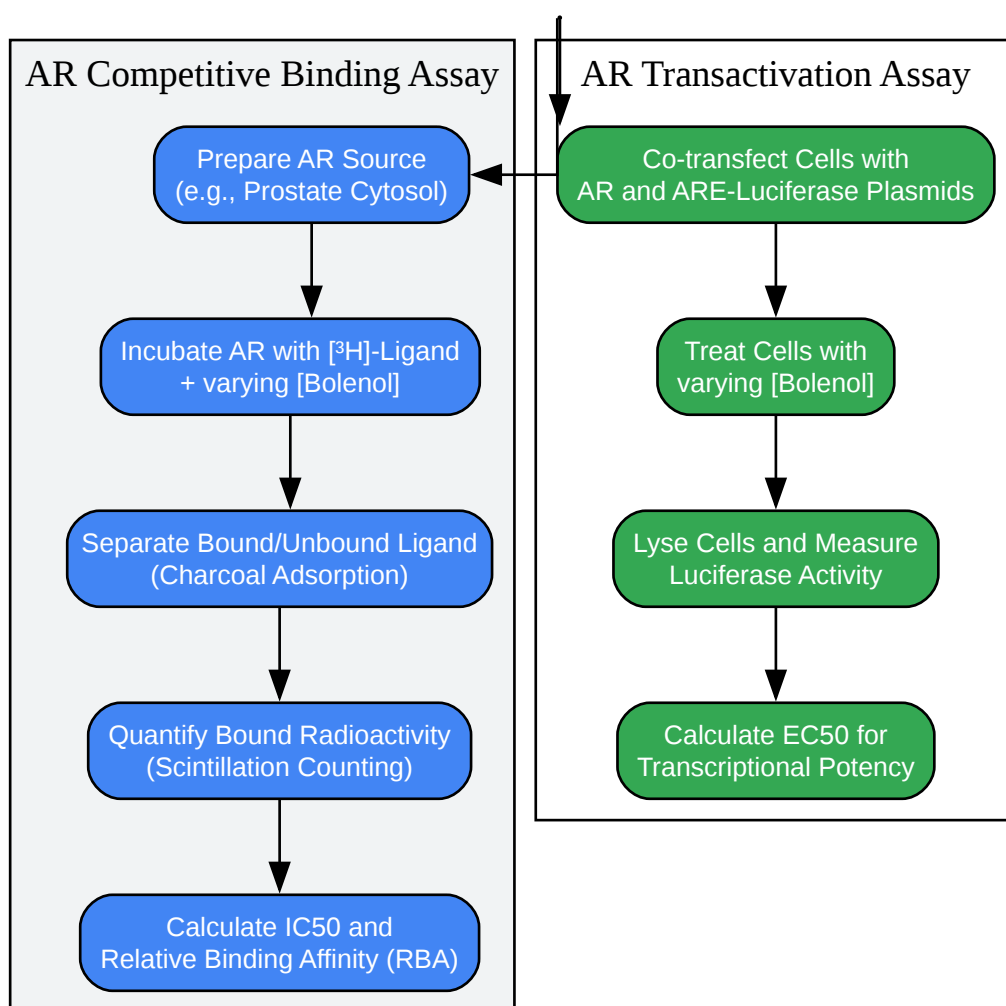 AR Competitive Binding Assay
Prepare AR Source
(e.g., Prostate Cytosol)
Incubate AR with [³H]-Ligand
+ varying [Bolenol]
Separate Bound/Unbound Ligand
(Charcoal Adsorption)
Quantify Bound Radioactivity
(Scintillation Counting)
Calculate IC50 and
Relative Binding Affinity (RBA)
AR Transactivation Assay
Co-transfect Cells with
AR and ARE-Luciferase Plasmids
Treat Cells with
varying [Bolenol]
Lyse Cells and Measure
Luciferase Activity
Calculate EC50 for
Transcriptional Potency